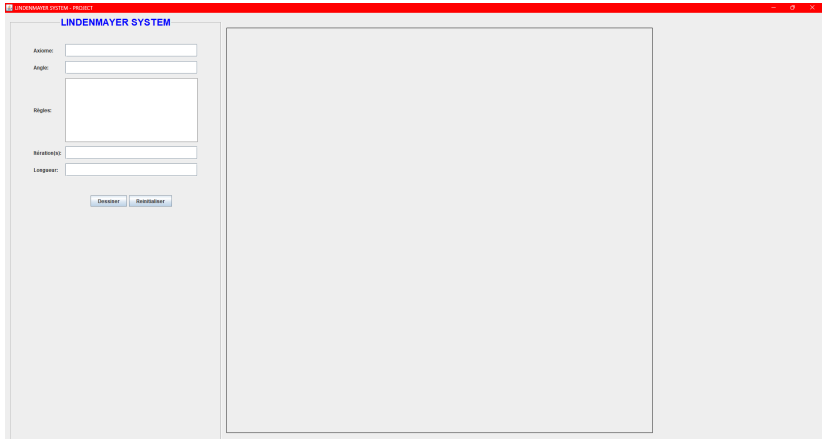 LINDENMAYER SYSTEM - PROJECT
LINDENMAYER SYSTEM
Axiome:
Angle:
Règles:
Itération(s):
Longueur:
Dessiner Reinitialiser